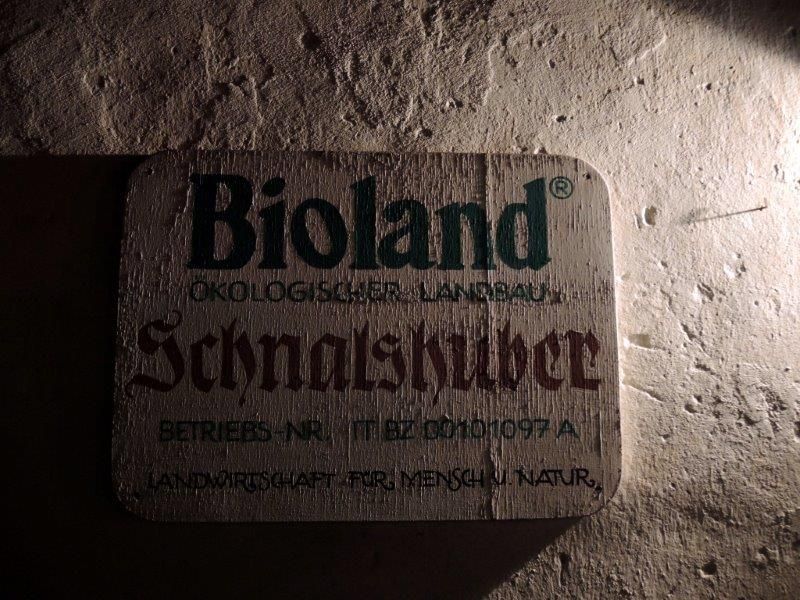 Bioland®
ÖKOLOGISCHER LANDBAU
Schnalshuber
BETRIEBS-NR. IT BZ 00101097 A
LANDWIRTSCHAFT FÜR MENSCH U. NATUR